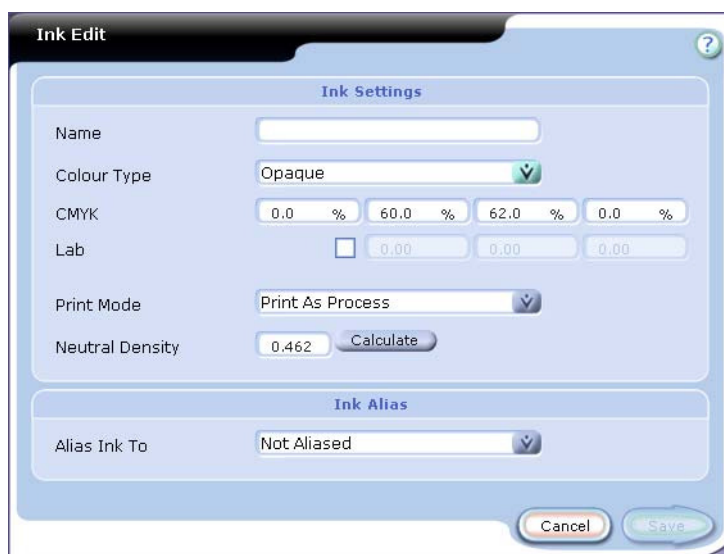 Ink Edit
?
Ink Settings
Name
Colour Type Opaque
CMYK 0.0 % 60.0 % 62.0 % 0.0 %
Lab 0.00 0.00 0.00
Print Mode Print As Process
Neutral Density 0.462 Calculate
Ink Alias
Alias Ink To Not Aliased
Cancel Save